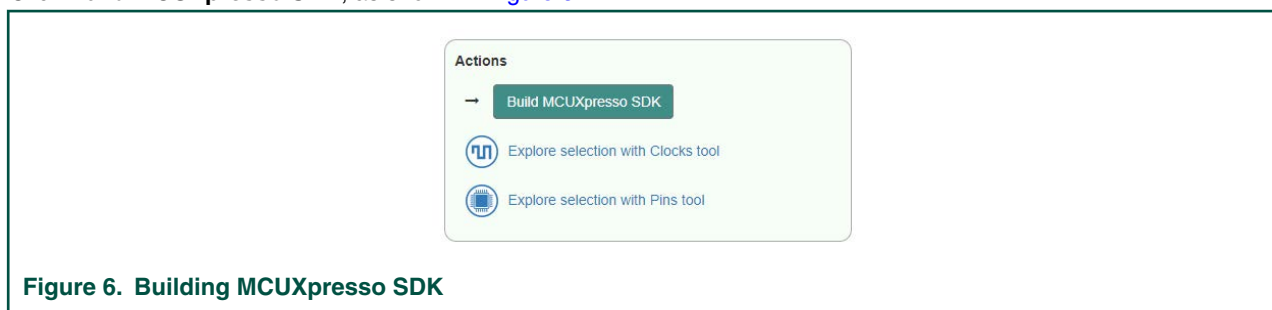 Actions
Build MCUXpresso SDK
Explore selection with Clocks tool
Explore selection with Pins tool
Figure 6. Building MCUXpresso SDK